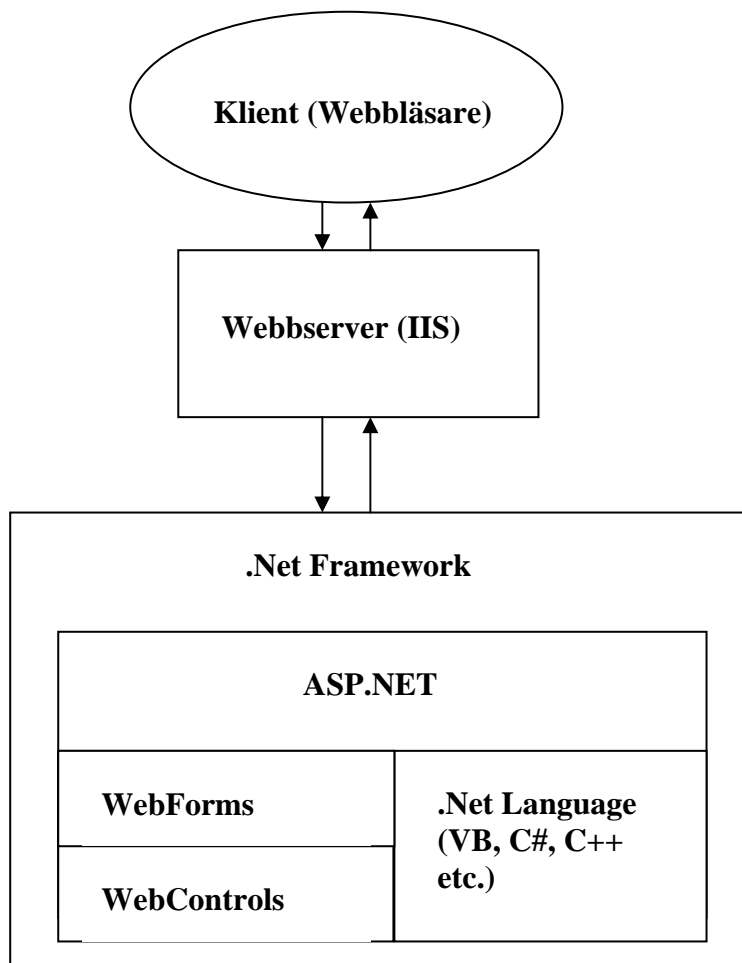 Klient (Webbläsare)
Webbserver (IIS)
.Net Framework
ASP.NET
WebForms
WebControls
.Net Language
(VB, C#, C++
etc.)